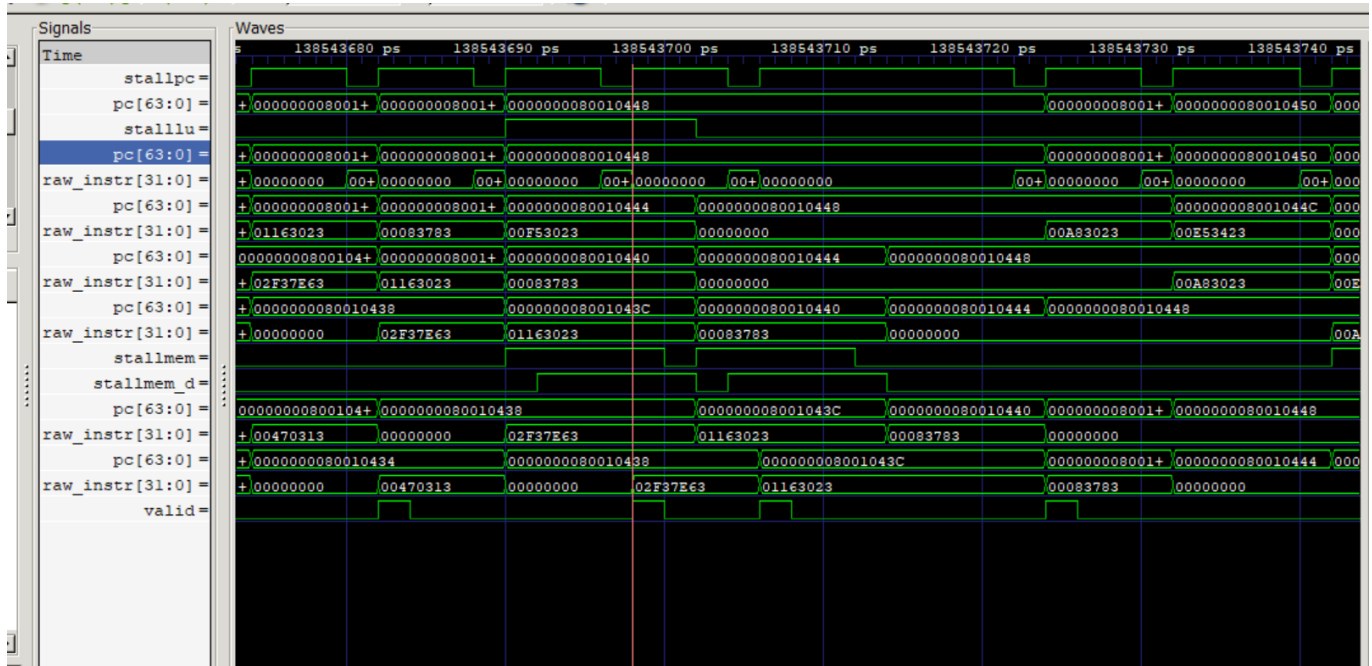 Signals
Waves
Time
s 138543680 ps 138543690 ps 138543700 ps 138543710 ps 138543720 ps 138543730 ps 138543740 ps
stallpc=
pc[63:0]= + 000000008001+ 000000008001+ 0000000080010448 000000008001+ 0000000080010450 000
stalllu=
pc[63:0]= + 000000008001+ 000000008001+ 0000000080010448 000000008001+ 0000000080010450 000
raw_instr[31:0]= + 00000000 00+ 00000000 00+ 00000000 00+ 00000000 00+ 00000000 00+ 00000000 00+ 00000000 00+ 000
pc[63:0]= + 000000008001+ 000000008001+ 0000000080010444 0000000080010448 000000008001044C 000
raw_instr[31:0]= + 01163023 00083783 00F53023 00000000 00A83023 00E53423 000
pc[63:0]= 00000000800104+ 000000008001+ 0000000080010440 0000000080010444 0000000080010448 000
raw_instr[31:0]= + 02F37E63 01163023 00083783 00000000 00A83023 00E
pc[63:0]= + 0000000080010438 000000008001043C 0000000080010440 0000000080010444 0000000080010448
raw_instr[31:0]= + 00000000 02F37E63 01163023 00083783 00000000 00A
stallmem=
stallmem_d=
pc[63:0]= 00000000800104+ 0000000080010438 000000008001043C 0000000080010440 000000008001+ 0000000080010448
raw_instr[31:0]= + 00470313 00000000 02F37E63 01163023 00083783 00000000
pc[63:0]= + 0000000080010434 0000000080010438 000000008001043C 000000008001+ 0000000080010444 000
raw_instr[31:0]= + 00000000 00470313 00000000 02F37E63 01163023 00083783 00000000
valid=